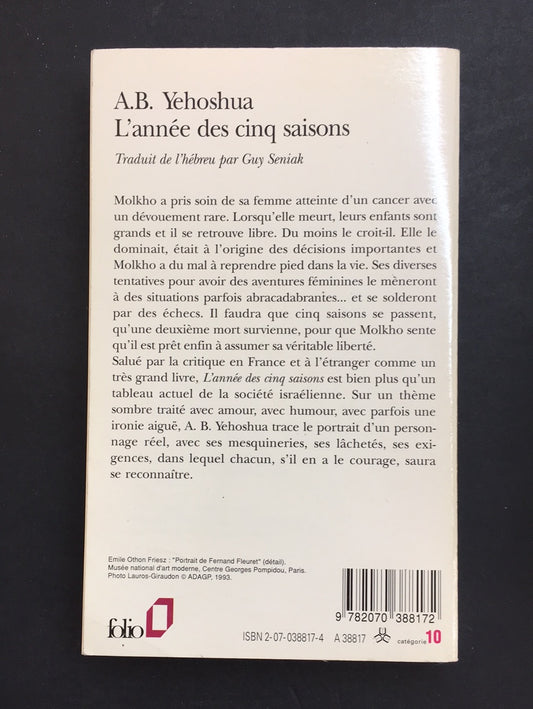 A.B. Yehoshua
L'année des cinq saisons
Traduit de l'hébreu par Guy Seniak
Molkho a pris soin de sa femme atteinte d'un cancer avec
un dévouement rare. Lorsqu'elle meurt, leurs enfants sont
grands et il se retrouve libre. Du moins le croit-il. Elle le
dominait, était à l'origine des décisions importantes et
Molkho a du mal à reprendre pied dans la vie. Ses diverses
tentatives pour avoir des aventures féminines le mèneront
à des situations parfois abracadabrantes... et se solderont
par des échecs. Il faudra que cinq saisons se passent,
qu'une deuxième mort survienne, pour que Molkho sente
qu'il est prêt enfin à assumer sa véritable liberté.
Salué par la critique en France et à l'étranger comme un
très grand livre, L'année des cinq saisons est bien plus qu'un
tableau actuel de la société israélienne. Sur un thème
sombre traité avec amour, avec humour, avec parfois une
ironie aiguë, A. B. Yehoshua trace le portrait d'un person-
nage réel, avec ses mesquineries, ses lâchetés, ses exi-
gences, dans lequel chacun, s'il en a le courage, saura
se reconnaître.
Emile Othon Friesz : "Portrait de Fernand Fleuret" (détail).
Musée national d'art moderne, Centre Georges Pompidou, Paris.
Photo Lauros-Giraudon © ADAGP, 1993.
9 782070 388172
folio
ISBN 2-07-038817-4 A 38817 catégorie 10